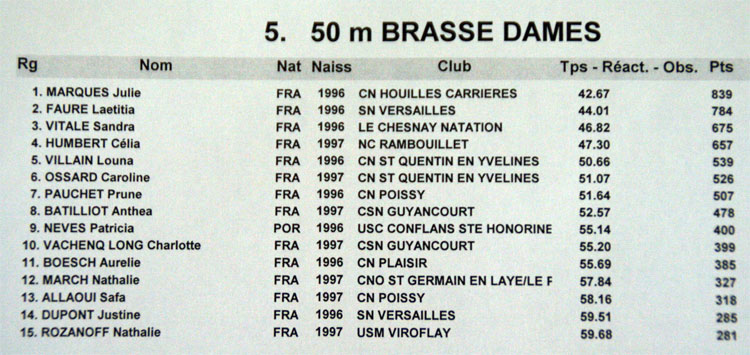 5. 50 m BRASSE DAMES
Rg Nom Nat Naiss Club Tps - Réact. - Obs. Pts
1. MARQUES Julie FRA 1996 CN HOUILLES CARRIERES 42.67 839
2. FAURE Laetitia FRA 1996 SN VERSAILLES 44.01 784
3. VITALE Sandra FRA 1996 LE CHESNAY NATATION 46.82 675
4. HUMBERT Célia FRA 1997 NC RAMBOUILLET 47.30 657
5. VILLAIN Louna FRA 1996 CN ST QUENTIN EN YVELINES 50.66 539
6. OSSARD Caroline FRA 1997 CN ST QUENTIN EN YVELINES 51.07 526
7. PAUCHET Prune FRA 1996 CN POISSY 51.64 507
8. BATILLIOT Anthea FRA 1997 CSN GUYANCOURT 52.57 478
9. NEVES Patricia POR 1996 USC CONFLANS STE HONORINE 55.14 400
10. VACHENQ LONG Charlotte FRA 1997 CSN GUYANCOURT 55.20 399
11. BOESCH Aurelie FRA 1996 CN PLAISIR 55.69 385
12. MARCH Nathalie FRA 1997 CNO ST GERMAIN EN LAYE/LE F 57.84 327
13. ALLAOUI Safa FRA 1997 CN POISSY 58.16 318
14. DUPONT Justine FRA 1996 SN VERSAILLES 59.51 285
15. ROZANOFF Nathalie FRA 1997 USM VIROFLAY 59.68 281